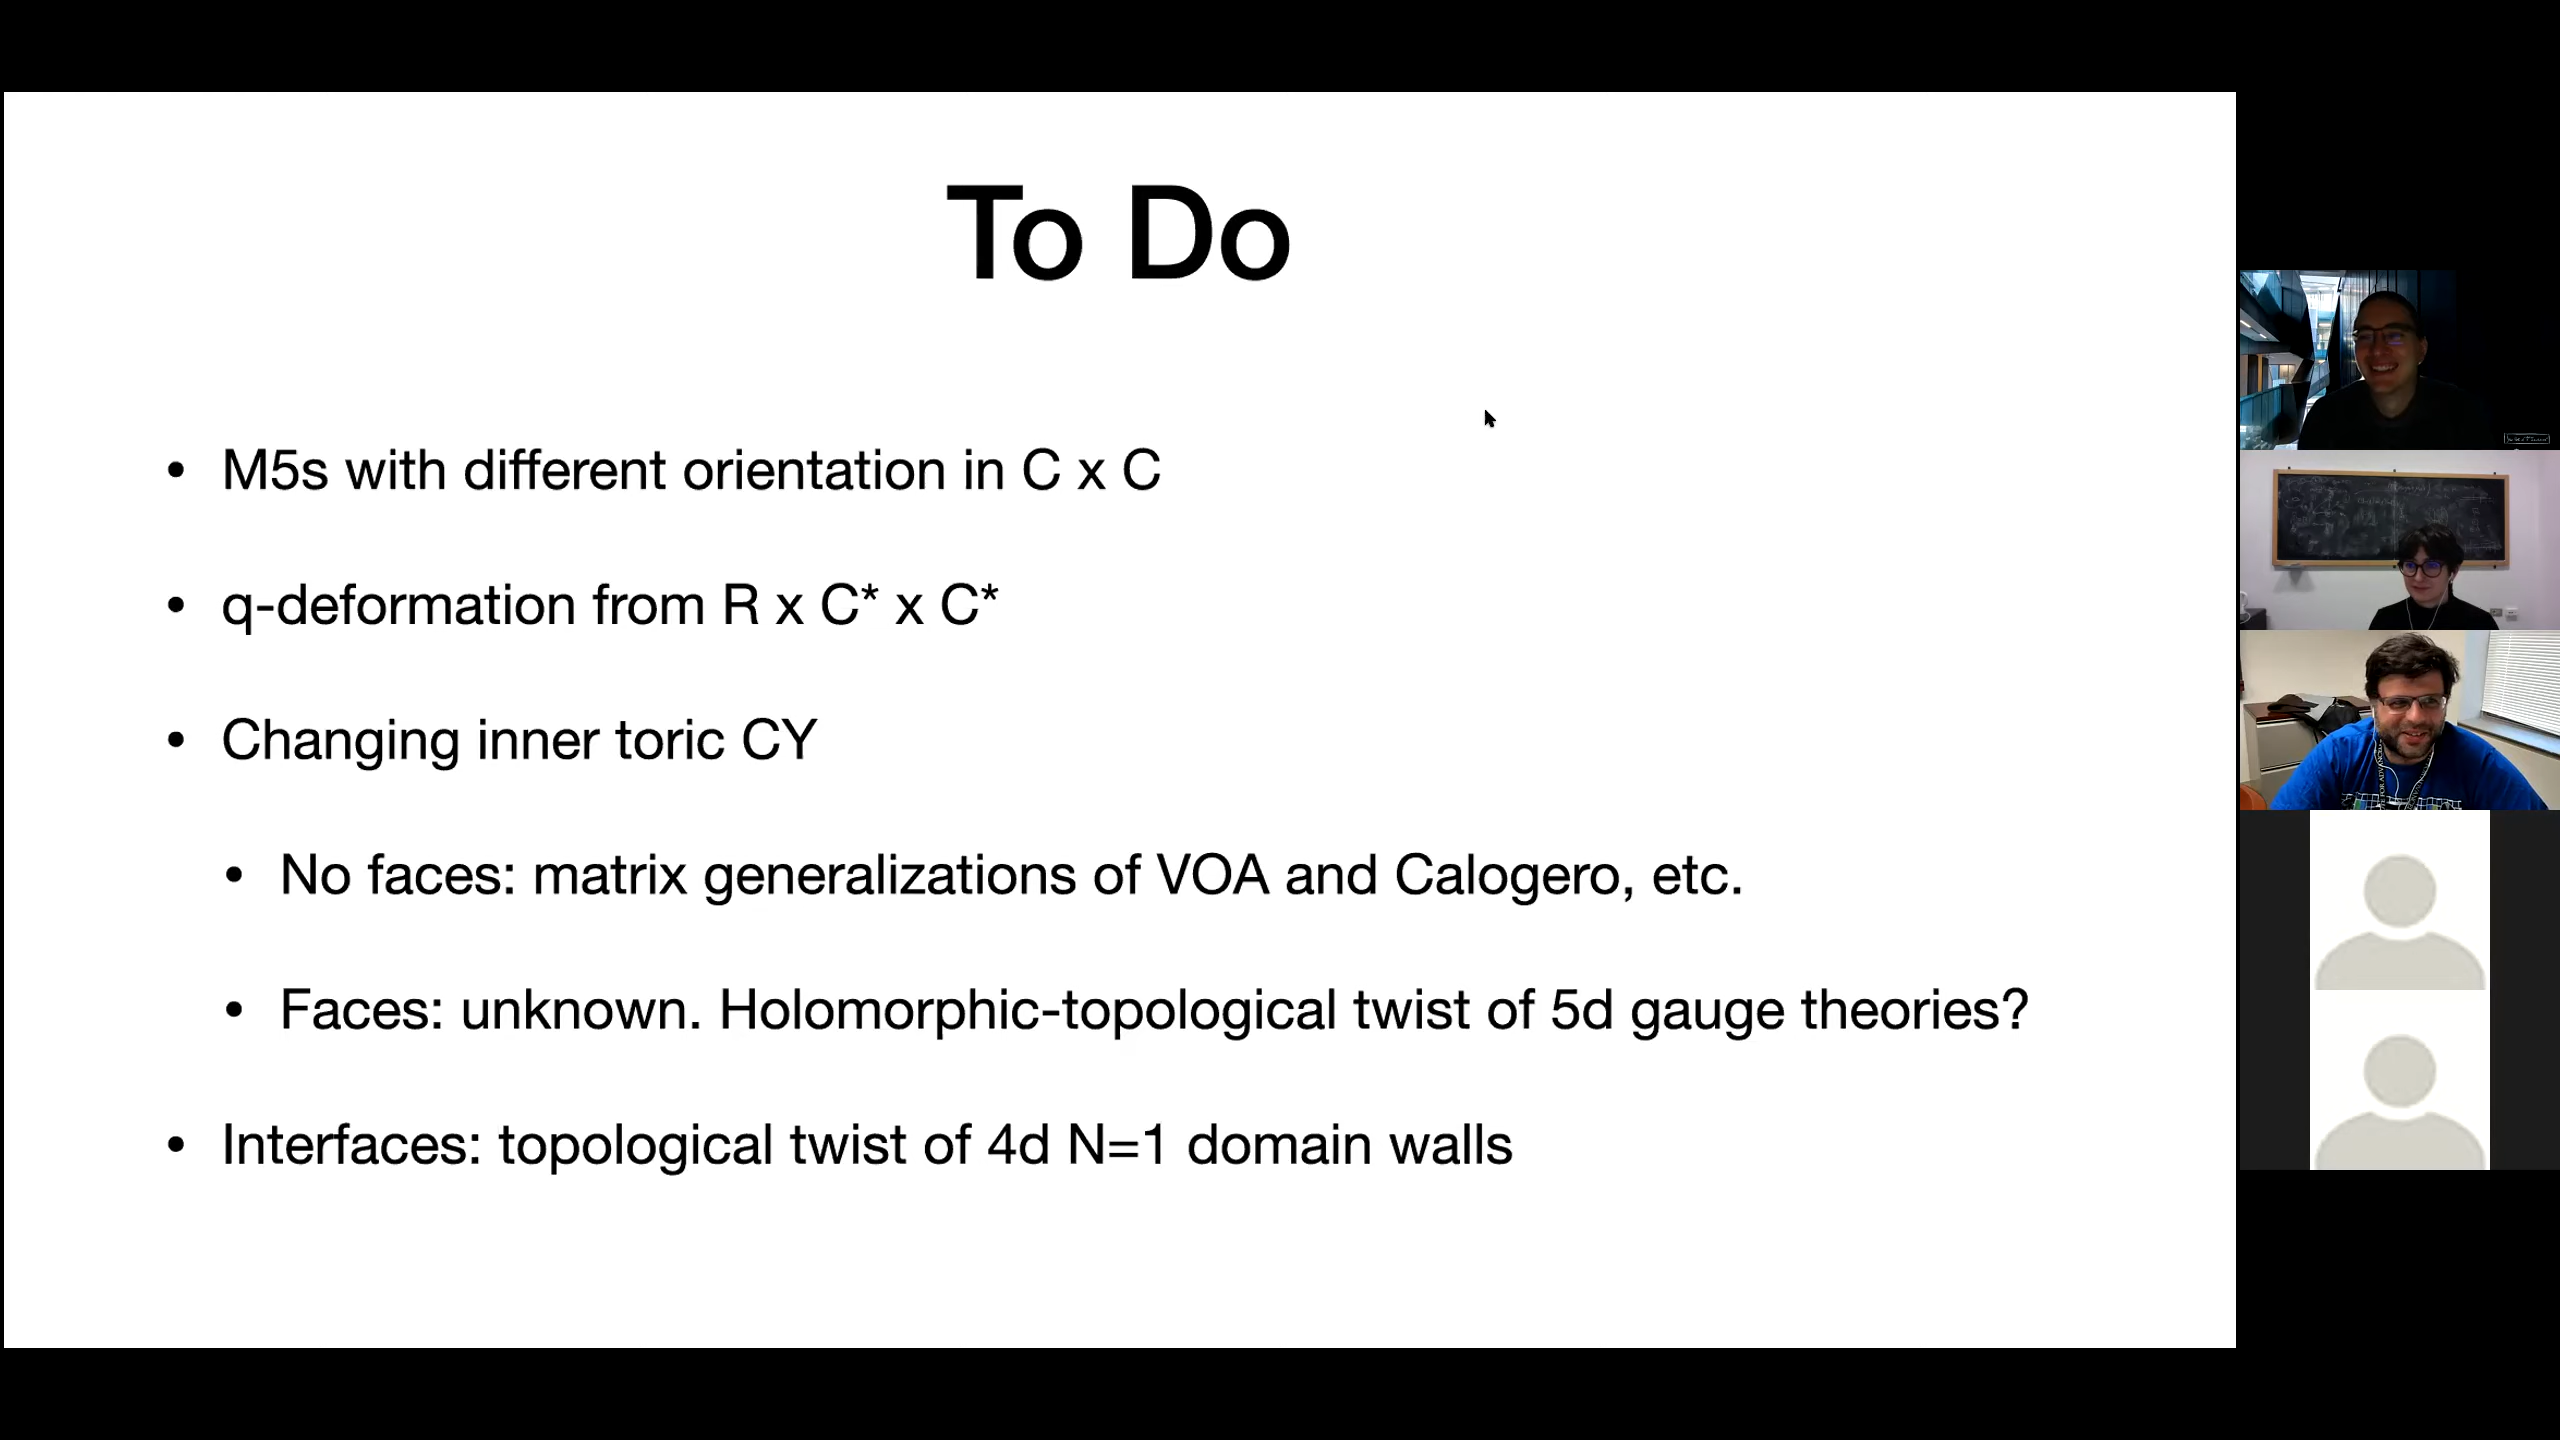 To Do
• M5s with different orientation in C x C
• q-deformation from R x C* x C*
• Changing inner toric CY
• No faces: matrix generalizations of VOA and Calogero, etc.
• Faces: unknown. Holomorphic-topological twist of 5d gauge theories?
• Interfaces: topological twist of 4d N=1 domain walls